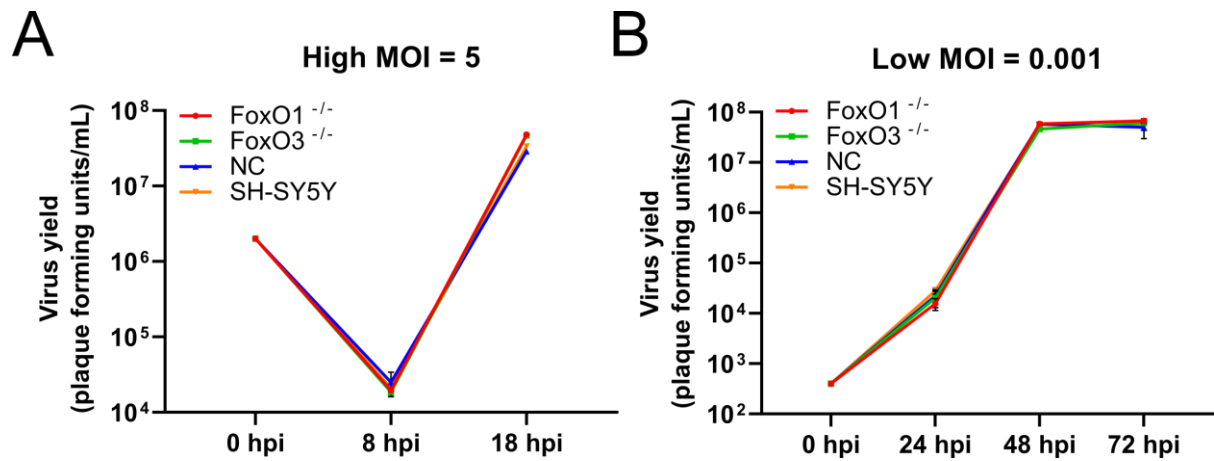 A
High MOI = 5
Virus yield
(plaque forming units/mL)
10⁸
10⁷
10⁶
10⁵
10⁴
FoxO1 -/-
FoxO3 -/-
NC
SH-SY5Y
0 hpi
8 hpi
18 hpi
B
Low MOI = 0.001
Virus yield
(plaque forming units/mL)
10⁸
10⁷
10⁶
10⁵
10⁴
10³
10²
FoxO1 -/-
FoxO3 -/-
NC
SH-SY5Y
0 hpi
24 hpi
48 hpi
72 hpi